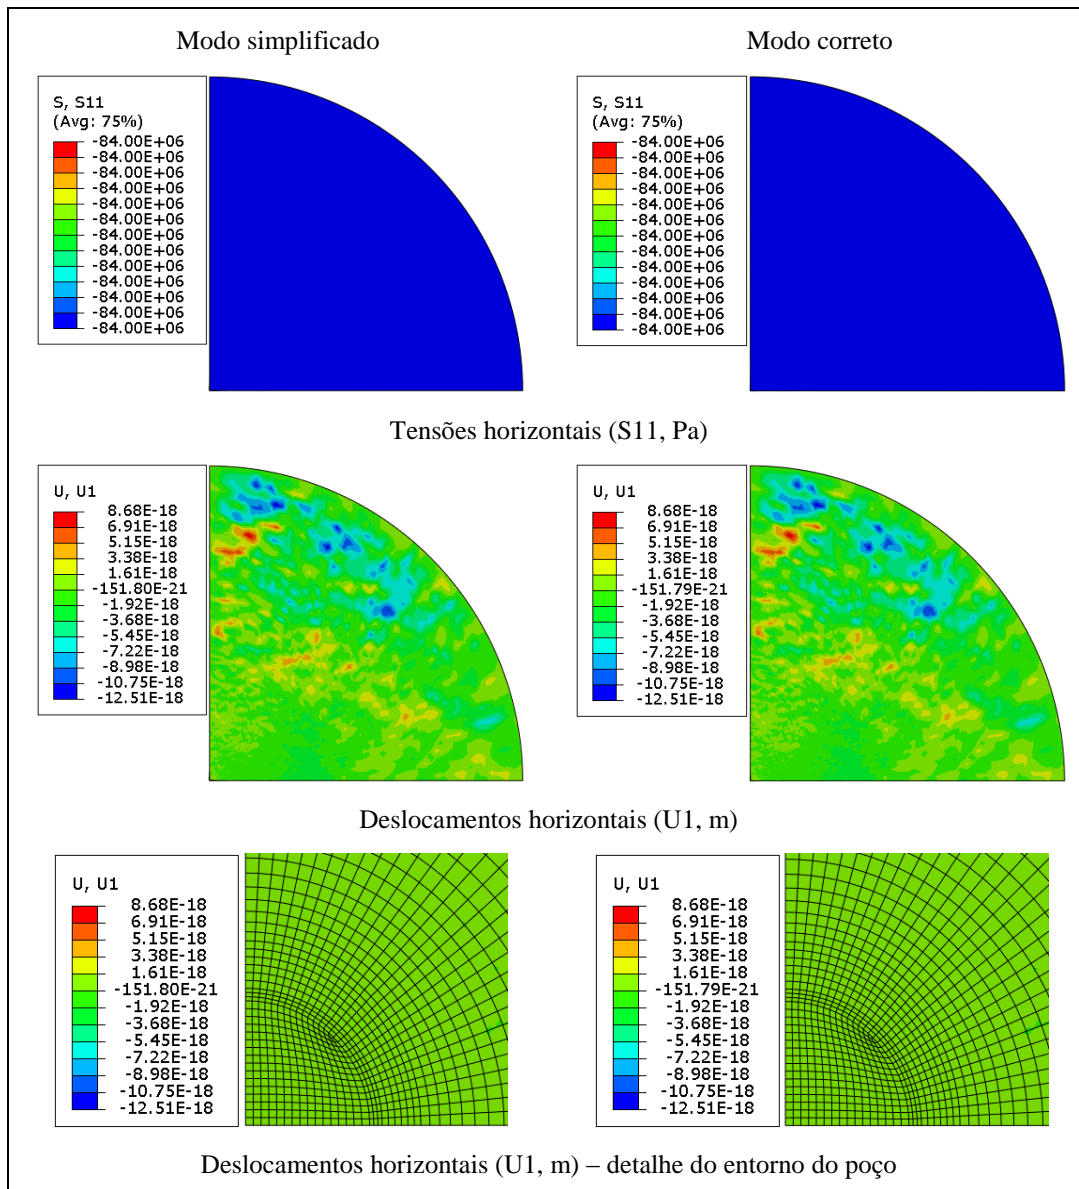 Modo simplificado
Modo correto
S, S11
(Avg: 75%)
-84.00E+06
-84.00E+06
-84.00E+06
-84.00E+06
-84.00E+06
-84.00E+06
-84.00E+06
-84.00E+06
-84.00E+06
-84.00E+06
-84.00E+06
-84.00E+06
-84.00E+06
S, S11
(Avg: 75%)
-84.00E+06
-84.00E+06
-84.00E+06
-84.00E+06
-84.00E+06
-84.00E+06
-84.00E+06
-84.00E+06
-84.00E+06
-84.00E+06
-84.00E+06
-84.00E+06
-84.00E+06
Tensões horizontais (S11, Pa)
U, U1
8.68E-18
6.91E-18
5.15E-18
3.38E-18
1.61E-18
-151.80E-21
-1.92E-18
-3.68E-18
-5.45E-18
-7.22E-18
-8.98E-18
-10.75E-18
-12.51E-18
U, U1
8.68E-18
6.91E-18
5.15E-18
3.38E-18
1.61E-18
-151.79E-21
-1.92E-18
-3.68E-18
-5.45E-18
-7.22E-18
-8.98E-18
-10.75E-18
-12.51E-18
Deslocamentos horizontais (U1, m)
U, U1
8.68E-18
6.91E-18
5.15E-18
3.38E-18
1.61E-18
-151.80E-21
-1.92E-18
-3.68E-18
-5.45E-18
-7.22E-18
-8.98E-18
-10.75E-18
-12.51E-18
U, U1
8.68E-18
6.91E-18
5.15E-18
3.38E-18
1.61E-18
-151.79E-21
-1.92E-18
-3.68E-18
-5.45E-18
-7.22E-18
-8.98E-18
-10.75E-18
-12.51E-18
Deslocamentos horizontais (U1, m) – detalhe do entorno do poço